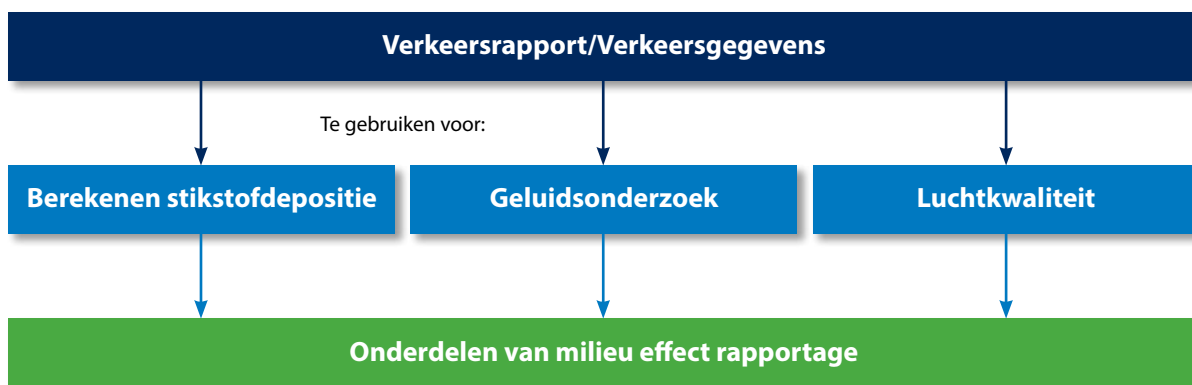 Verkeersrapport/Verkeersgegevens
Te gebruiken voor:
Berekenen stikstofdepositie
Geluidsonderzoek
Luchtkwaliteit
Onderdelen van milieu effect rapportage